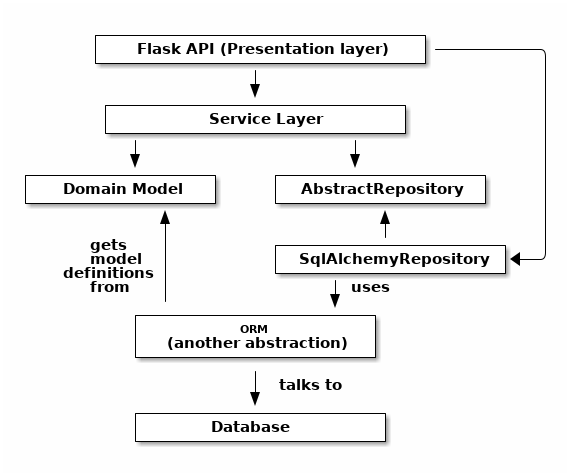 Flask API (Presentation layer)
Service Layer
Domain Model
AbstractRepository
gets
model
definitions
from
SqlAlchemyRepository
uses
ORM
(another abstraction)
talks to
Database